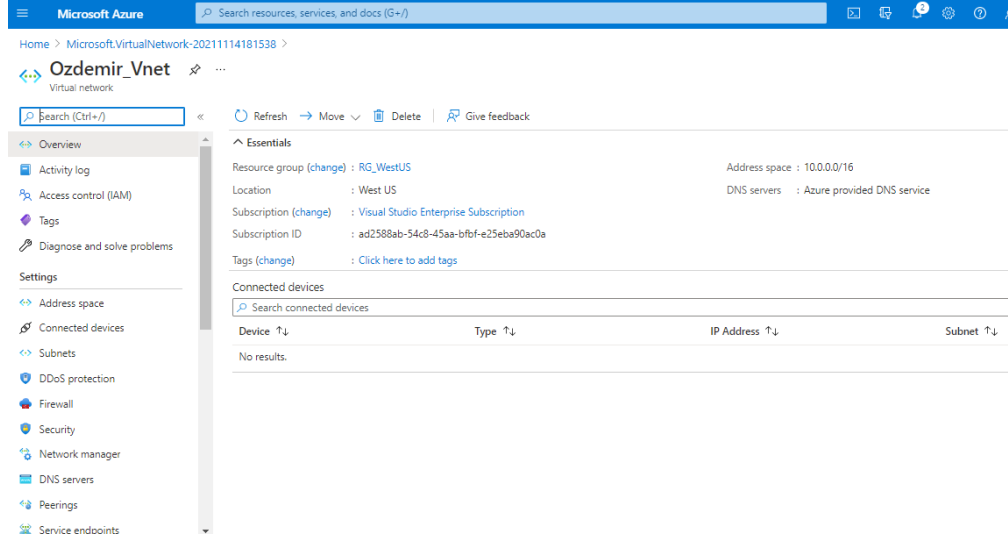 Microsoft Azure
Search resources, services, and docs (G+/)
2
Home > Microsoft.VirtualNetwork-20211114181538 >
Ozdemir_Vnet
Virtual network
Search (Ctrl+/)
Refresh Move Delete Give feedback
Overview
Activity log
Access control (IAM)
Tags
Diagnose and solve problems
Settings
Address space
Connected devices
Subnets
DDoS protection
Firewall
Security
Network manager
DNS servers
Peerings
Service endpoints
Essentials
Resource group (change) : RG_WestUS
Location : West US
Subscription (change) : Visual Studio Enterprise Subscription
Subscription ID : ad2588ab-54c8-45aa-bfbf-e25eba90ac0a
Tags (change) : Click here to add tags
Address space : 10.0.0.0/16
DNS servers : Azure provided DNS service
Connected devices
Search connected devices
Device Type IP Address Subnet
No results.